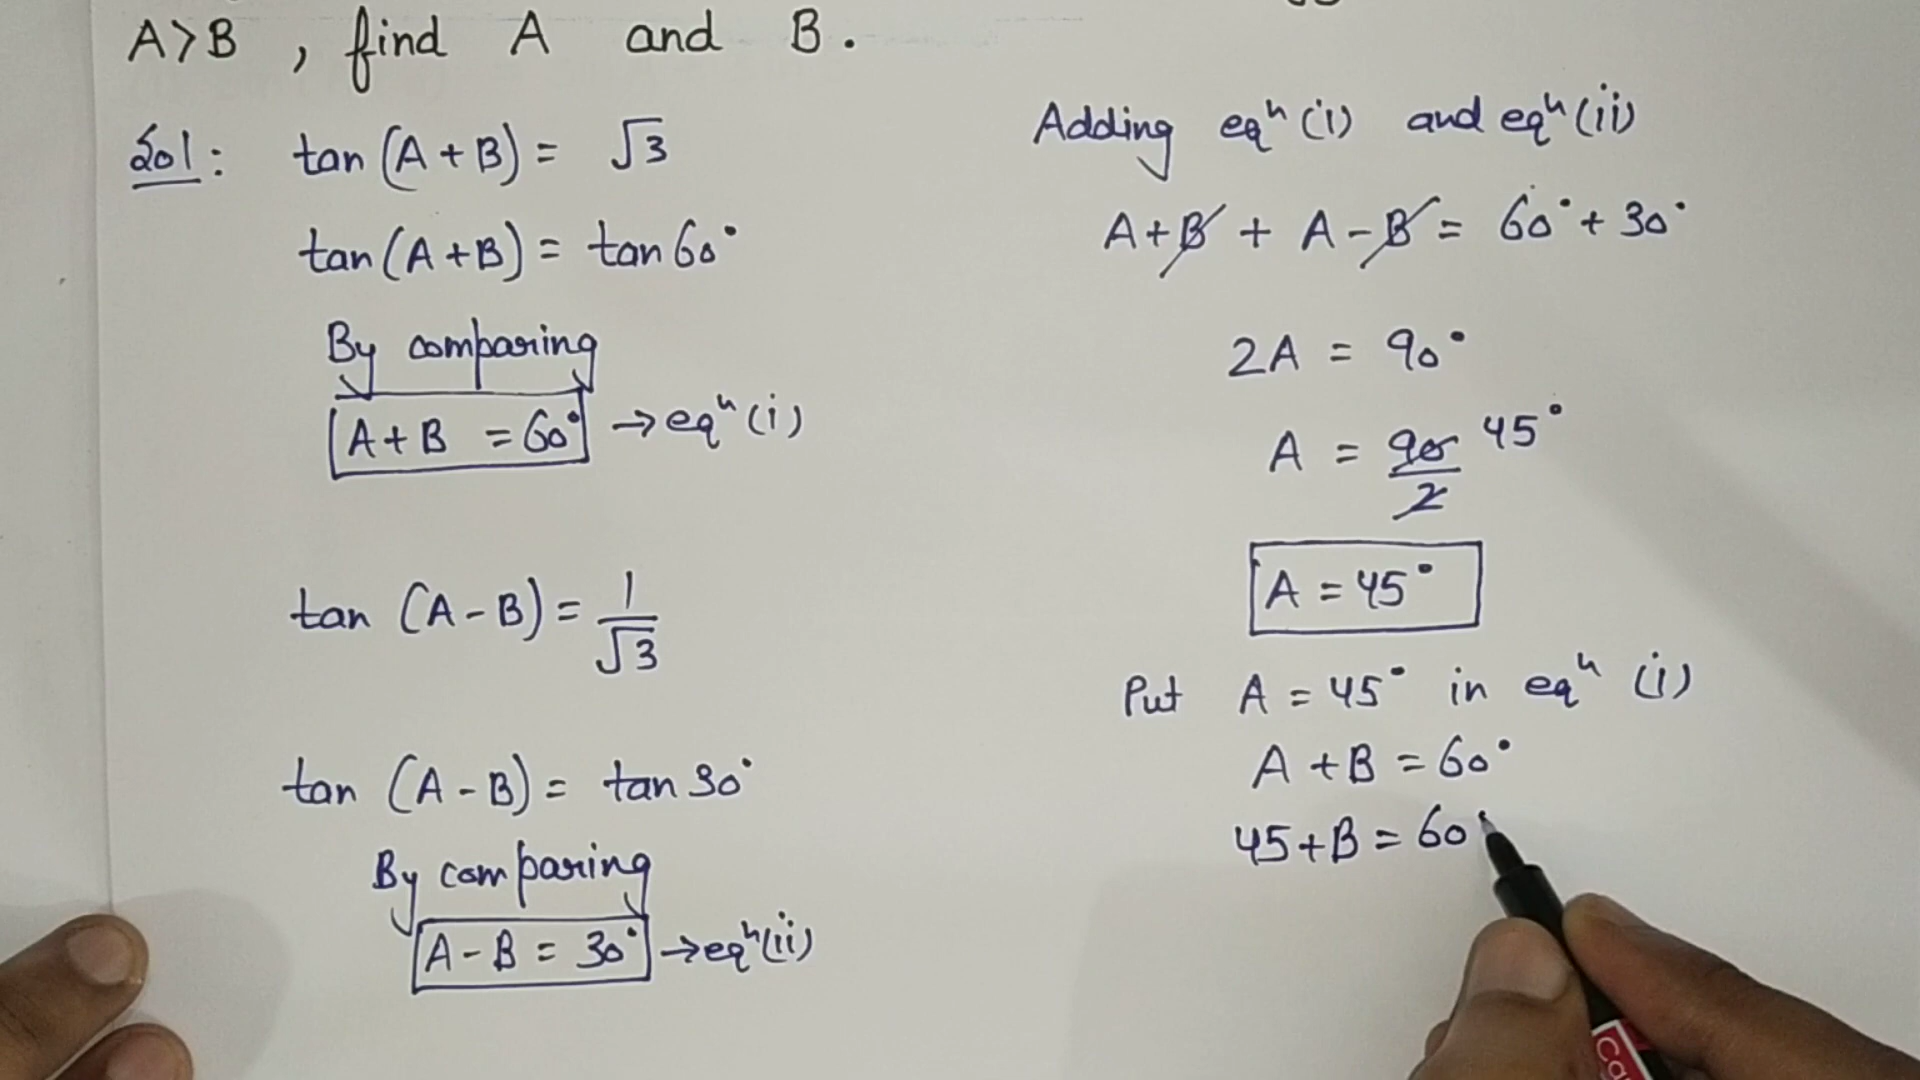 A>B , find A and B.
Sol: tan (A+B) = √3
tan (A+B) = tan 60°
By comparing
A+B = 60° → eqⁿ (i)
tan (A-B) = 1/√3
tan (A-B) = tan 30°
By comparing
A-B = 30° → eqⁿ (ii)
Adding eqⁿ (i) and eqⁿ (ii)
A+B + A-B = 60° + 30°
2A = 90°
A = 90/2 45°
A = 45°
Put A = 45° in eqⁿ (i)
A+B = 60°
45+B = 60°